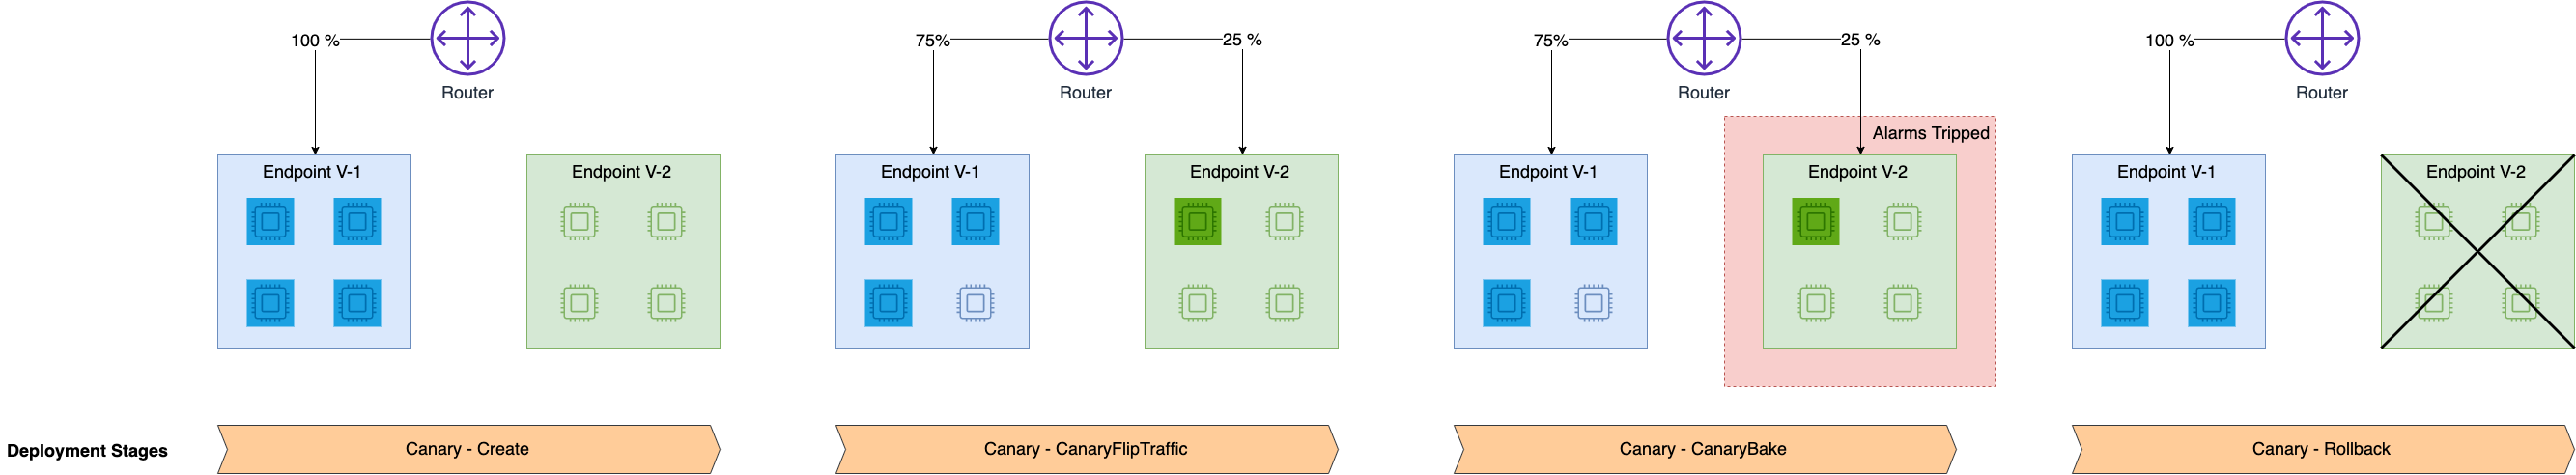 100 %
Router
Endpoint V-1
Endpoint V-2
75%
25 %
Router
Endpoint V-1
Endpoint V-2
75%
25 %
Router
Alarms Tripped
Endpoint V-1
Endpoint V-2
100 %
Router
Endpoint V-1
Endpoint V-2
Deployment Stages
Canary - Create
Canary - CanaryFlipTraffic
Canary - CanaryBake
Canary - Rollback